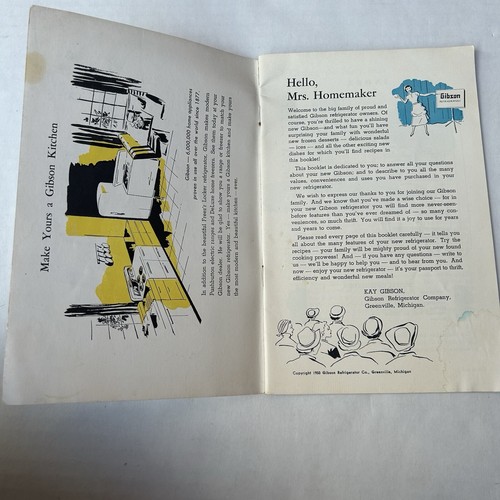 Make Yours a Gibson Kitchen
Gibson — 5,000,000 home appliances
proven in use all over the world since 1877.
In addition to the beautiful Freez'r Locker refrigerator, Gibson makes modern
Pushbutton electric ranges and DeLuxe home freezers. See them today at your
Gibson dealer. He will be glad to show you a range or freezer to match your
new Gibson refrigerator. You can make yours a Gibson kitchen and make yours
the most modern and beautiful kitchen — ever.
Hello,
Mrs. Homemaker
Gibson
Welcome to the big family of proud and
satisfied Gibson refrigerator owners. Of
course, you're thrilled to have a shining
new Gibson—and what fun you'll have
surprising your family with wonderful
new frozen desserts — delicious salads
— ices — and all the other exciting new
dishes for which you'll find recipes in
this booklet!
This booklet is dedicated to you; to answer all your questions
about your new Gibson; and to describe to you all the many
values, conveniences and uses you have purchased in your
new refrigerator.
We wish to express our thanks to you for joining our Gibson
family. And we know that you've made a wise choice — for in
your new Gibson refrigerator you will find more never-seen-
before features than you've ever dreamed of — so many con-
veniences, so much thrift. You will find it a joy to use for years
and years to come.
Please read every page of this booklet carefully — it tells you
all about the many features of your new refrigerator. Try the
recipes — your family will be mighty proud of your new found
cooking prowess! And — if you have any questions — write to
us — we'll be happy to help you — and to hear from you. And
now — enjoy your new refrigerator — it's your passport to thrift,
efficiency and wonderful new meals!
KAY GIBSON,
Gibson Refrigerator Company,
Greenville, Michigan.
Copyright 1952 Gibson Refrigerator Co., Greenville, Michigan